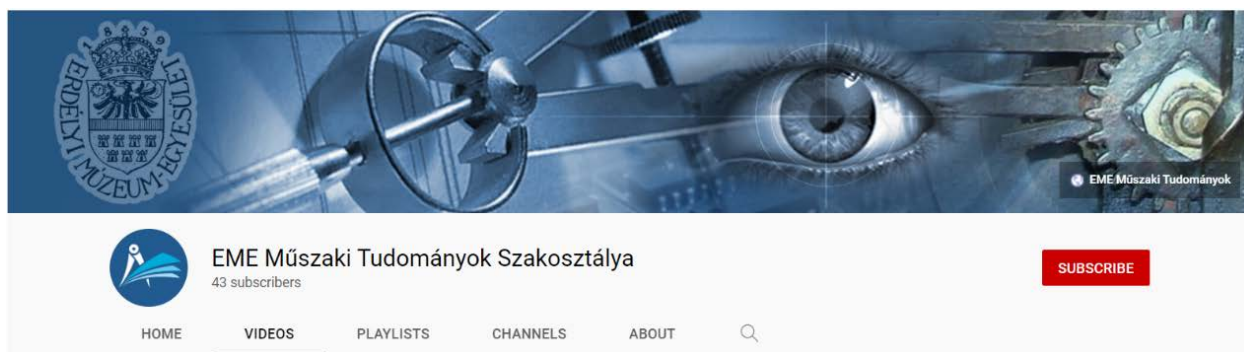 1859
ERDÉLYI MÚZEUM-EGYESÜLET
EME Műszaki Tudományok
EME Műszaki Tudományok Szakosztálya
43 subscribers
SUBSCRIBE
HOME VIDEOS PLAYLISTS CHANNELS ABOUT